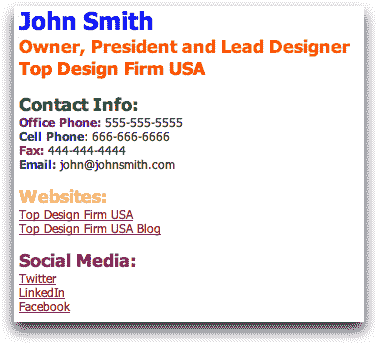 John Smith
Owner, President and Lead Designer
Top Design Firm USA
Contact Info:
Office Phone: 555-555-5555
Cell Phone: 666-666-6666
Fax: 444-444-4444
Email: john@johnsmith.com
Websites:
Top Design Firm USA
Top Design Firm USA Blog
Social Media:
Twitter
LinkedIn
Facebook